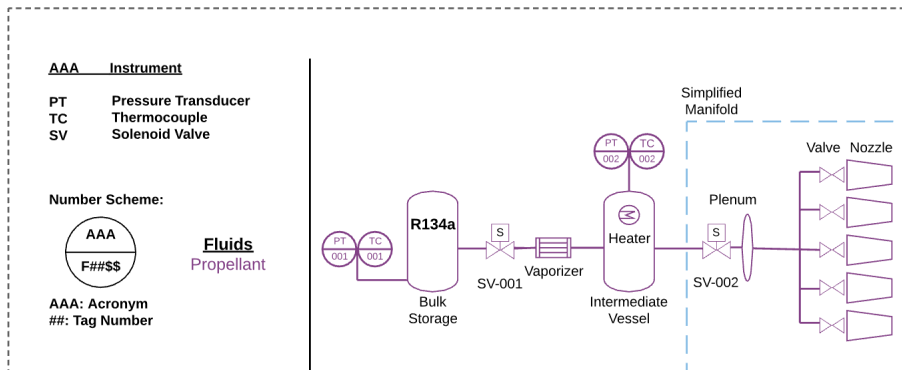 AAA Instrument
PT Pressure Transducer
TC Thermocouple
SV Solenoid Valve
Number Scheme:
AAA
F##$$
AAA: Acronym
##: Tag Number
Fluids
Propellant
PT TC
001 001
R134a
Bulk
Storage
S
SV-001
Vaporizer
PT TC
002 002
Heater
Intermediate
Vessel
Simplified
Manifold
S
SV-002
Plenum
Valve Nozzle